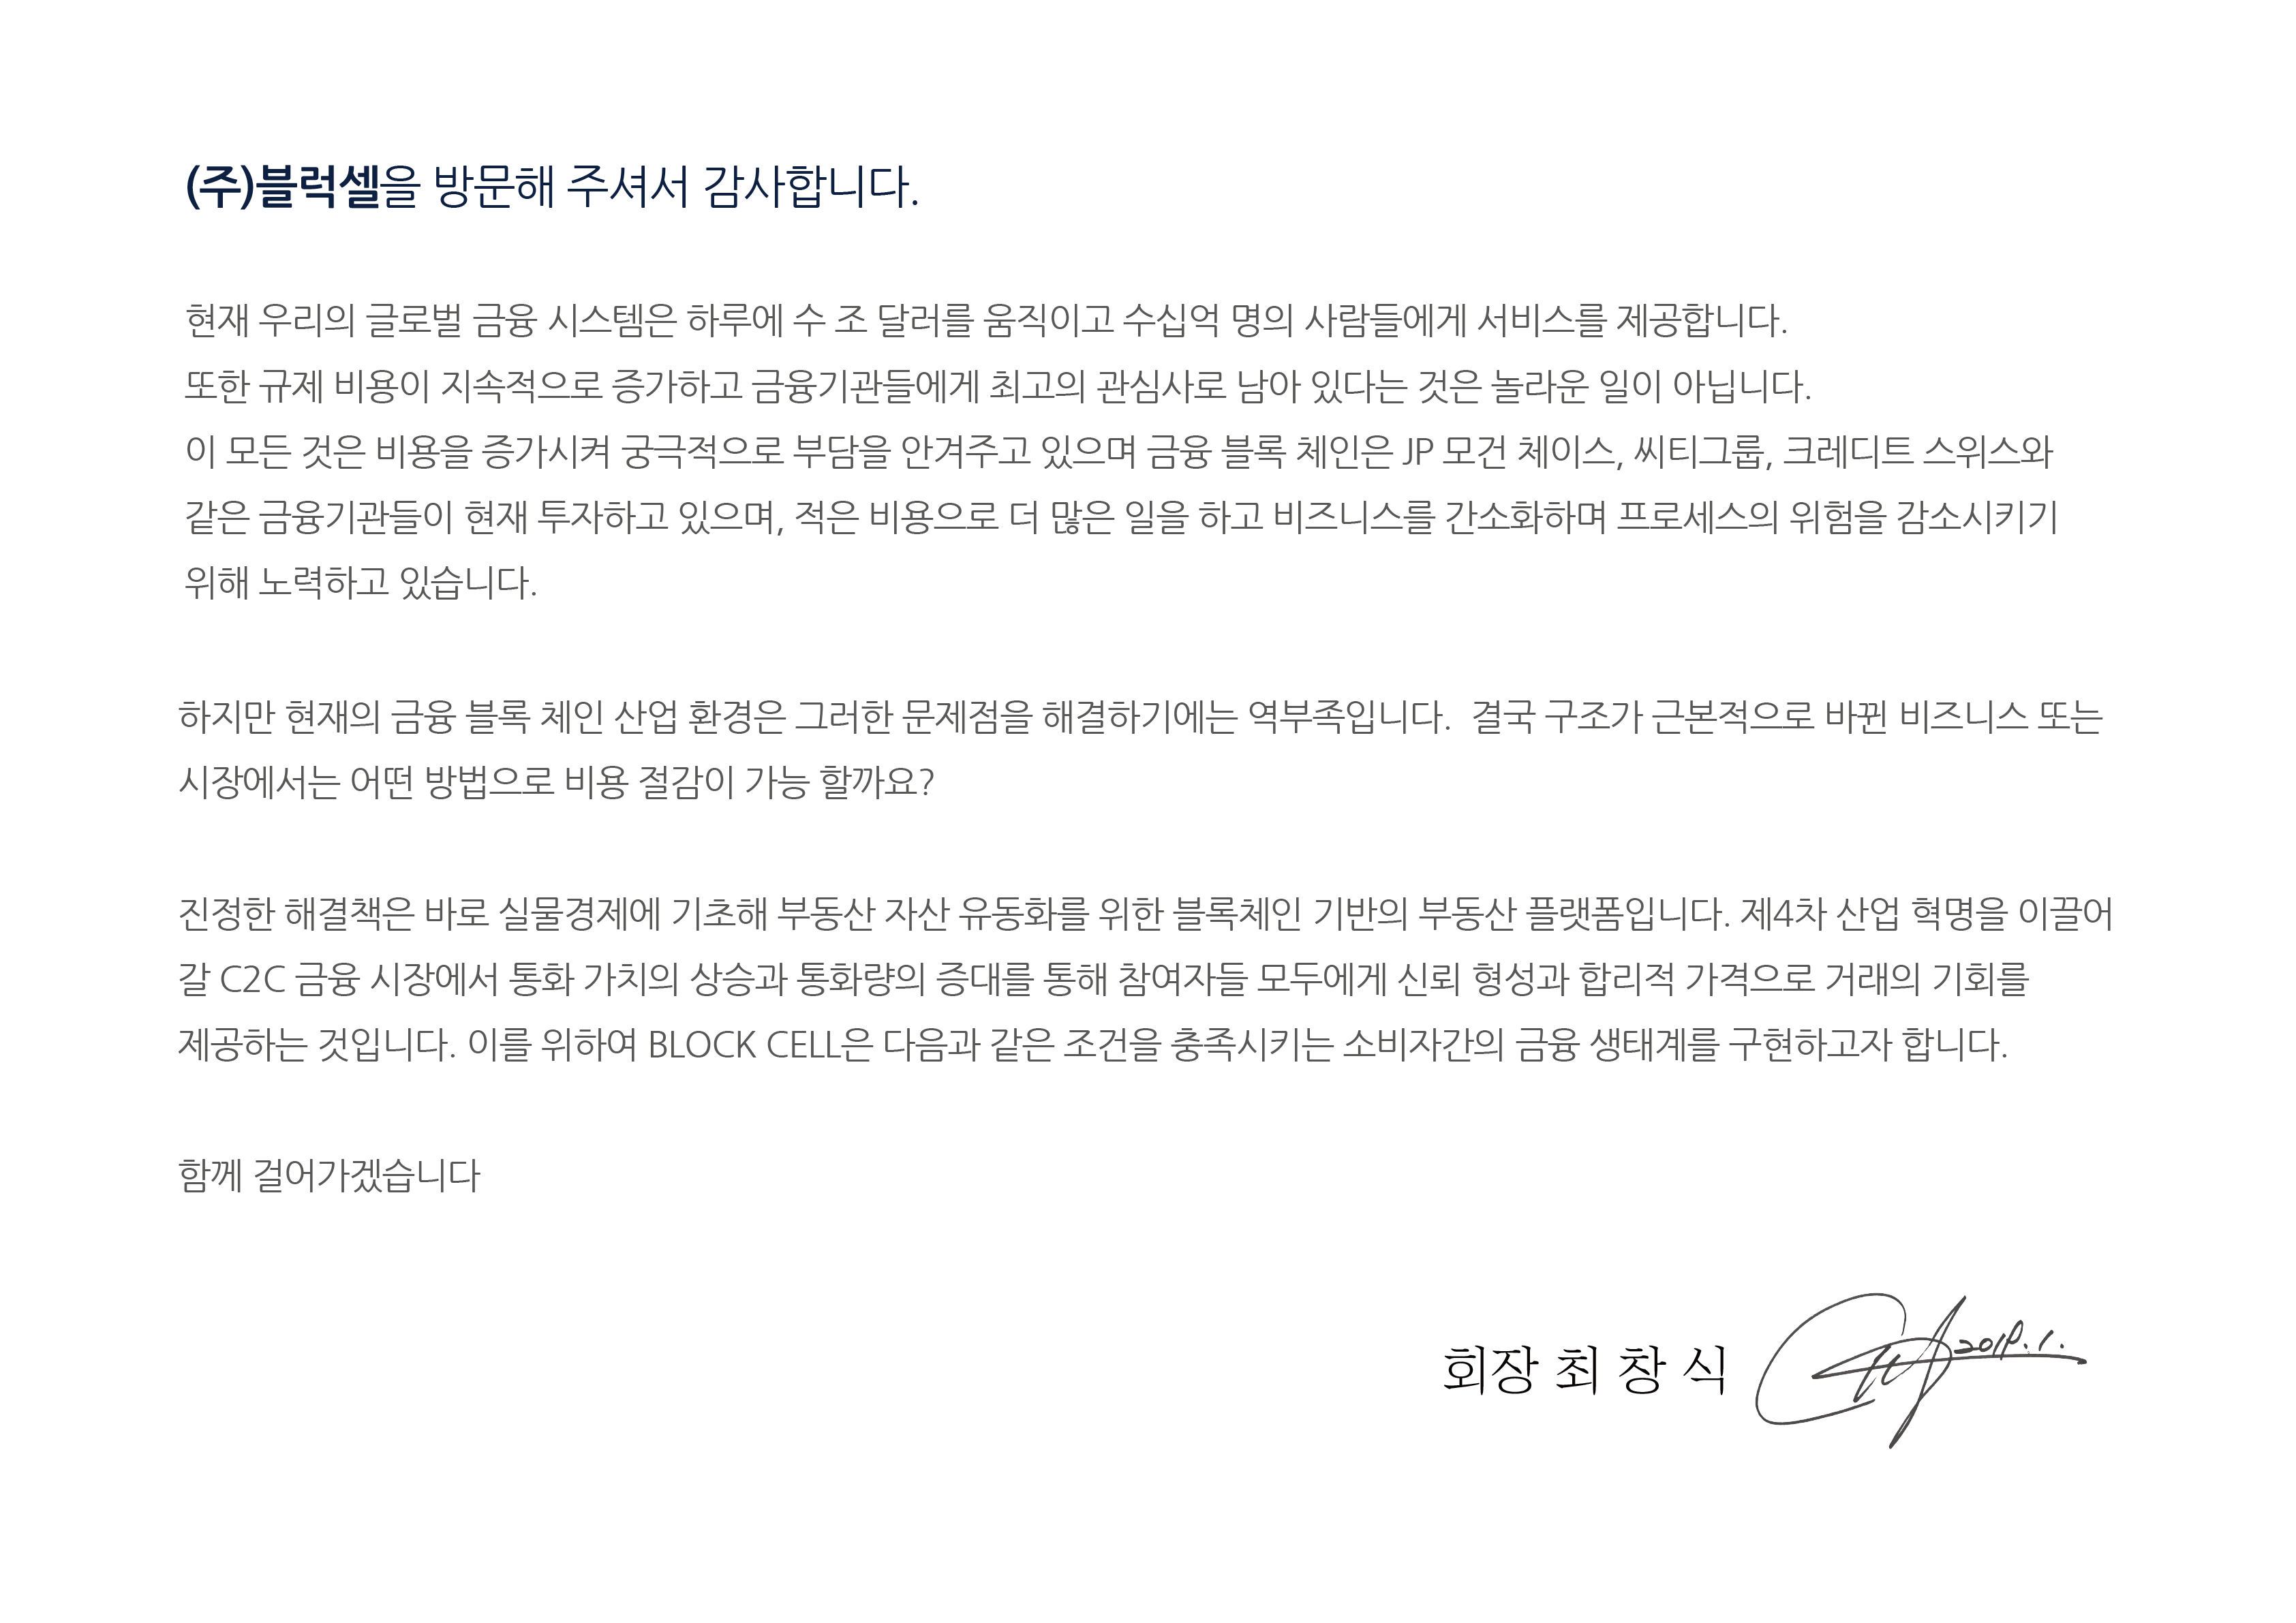 (주)블럭셀을 방문해 주셔서 감사합니다.
현재 우리의 글로벌 금융 시스템은 하루에 수 조 달러를 움직이고 수십억 명의 사람들에게 서비스를 제공합니다.
또한 규제 비용이 지속적으로 증가하고 금융기관들에게 최고의 관심사로 남아 있다는 것은 놀라운 일이 아닙니다.
이 모든 것은 비용을 증가시켜 궁극적으로 부담을 안겨주고 있으며 금융 블록 체인은 JP 모건 체이스, 씨티그룹, 크레디트 스위스와
같은 금융기관들이 현재 투자하고 있으며, 적은 비용으로 더 많은 일을 하고 비즈니스를 간소화하며 프로세스의 위험을 감소시키기
위해 노력하고 있습니다.
하지만 현재의 금융 블록 체인 산업 환경은 그러한 문제점을 해결하기에는 역부족입니다. 결국 구조가 근본적으로 바뀐 비즈니스 또는
시장에서는 어떤 방법으로 비용 절감이 가능 할까요?
진정한 해결책은 바로 실물경제에 기초해 부동산 자산 유동화를 위한 블록체인 기반의 부동산 플랫폼입니다. 제4차 산업 혁명을 이끌어
갈 C2C 금융 시장에서 통화 가치의 상승과 통화량의 증대를 통해 참여자들 모두에게 신뢰 형성과 합리적 가격으로 거래의 기회를
제공하는 것입니다. 이를 위하여 BLOCK CELL은 다음과 같은 조건을 충족시키는 소비자간의 금융 생태계를 구현하고자 합니다.
함께 걸어가겠습니다
회장 최 창 식